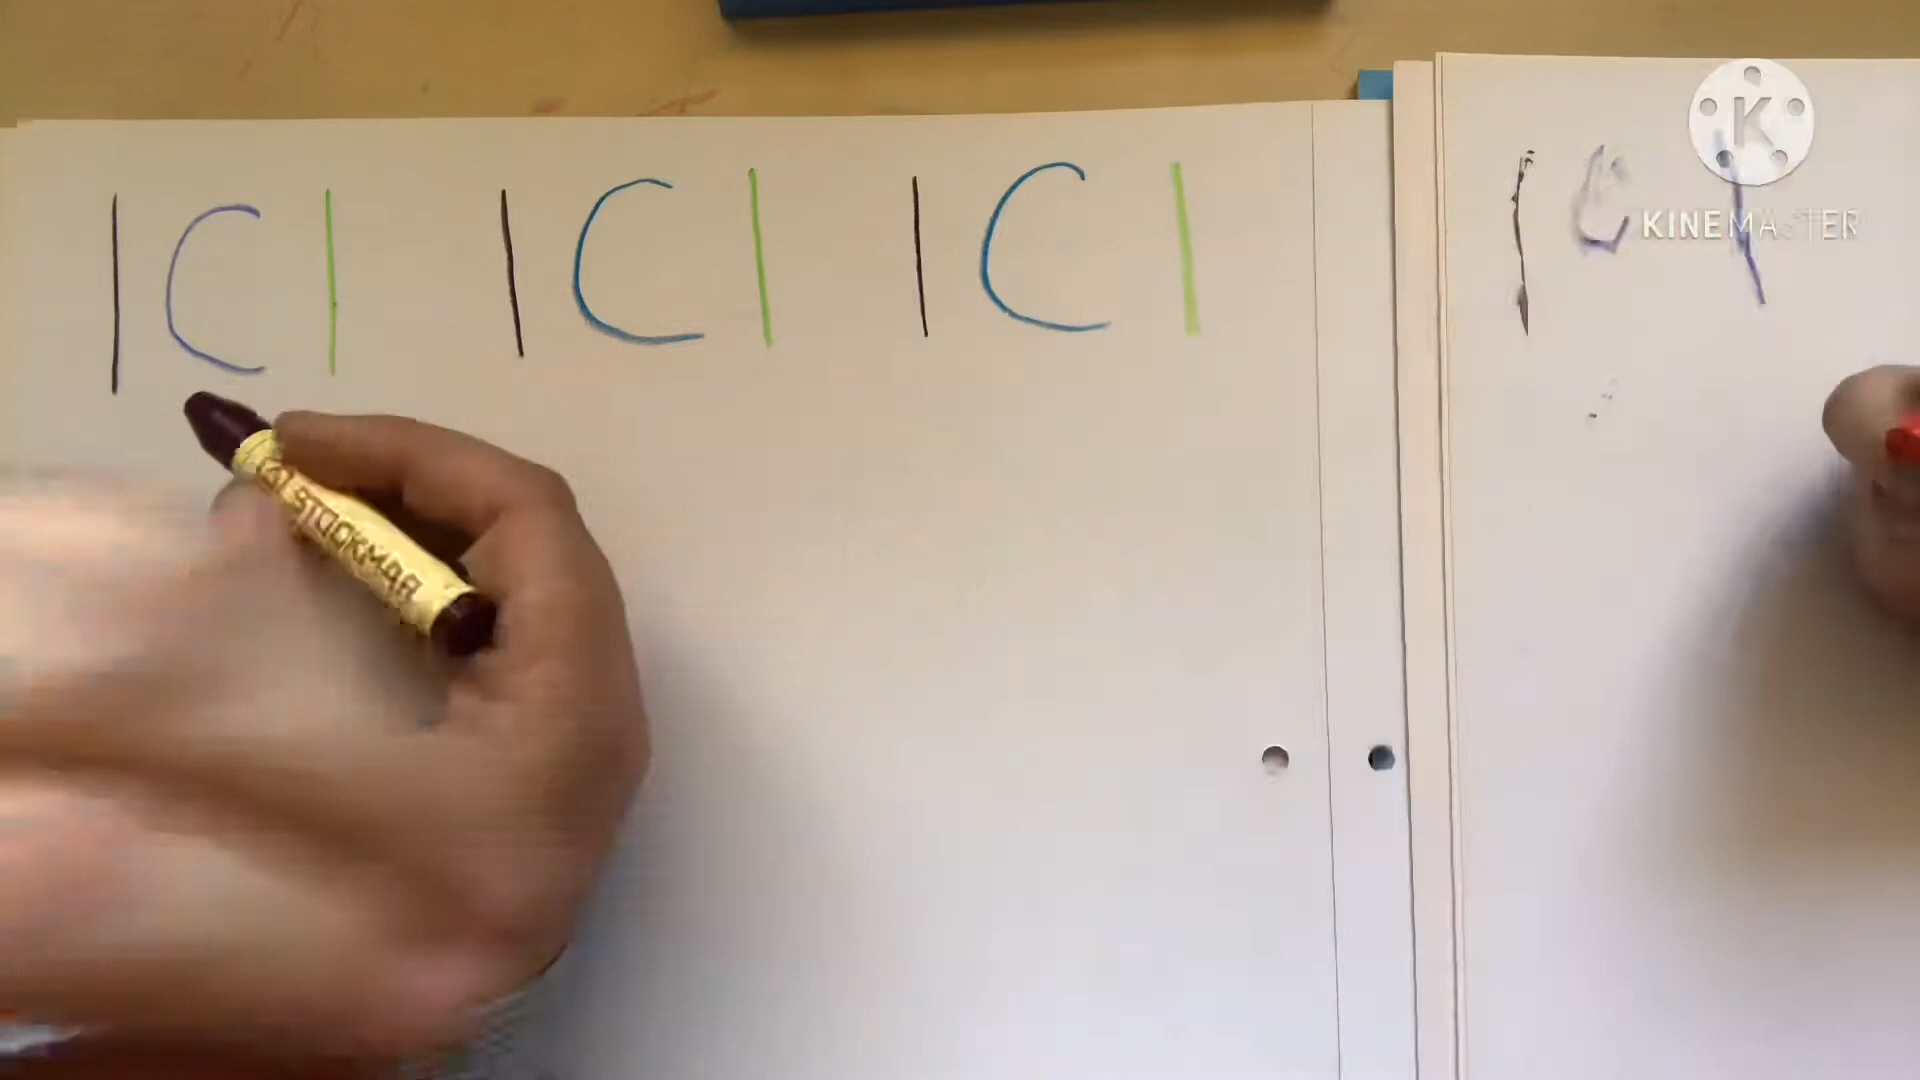 | C | | C | | C |
| C |
K
KINEMASTER
STOCKMAR